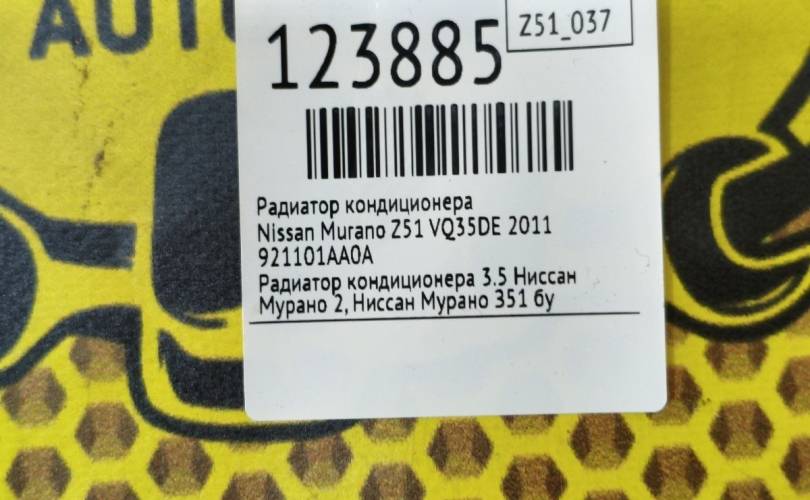 AUTO
123885
Z51_037
Радиатор кондиционера
Nissan Murano Z51 VQ35DE 2011
921101AA0A
Радиатор кондиционера 3.5 Ниссан
Мурано 2, Ниссан Мурано З51 бу